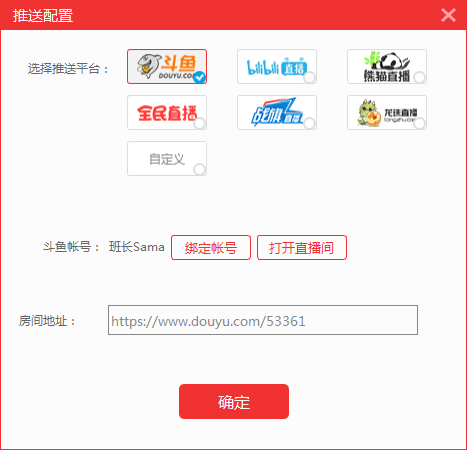 推送配置
选择推送平台：
斗鱼
DOUYU.COM
bilibili 直播
熊猫直播
全民直播
战旗直播
龙珠直播
longzhu.com
自定义
斗鱼帐号： 班长Sama 绑定帐号 打开直播间
房间地址： https://www.douyu.com/53361
确定